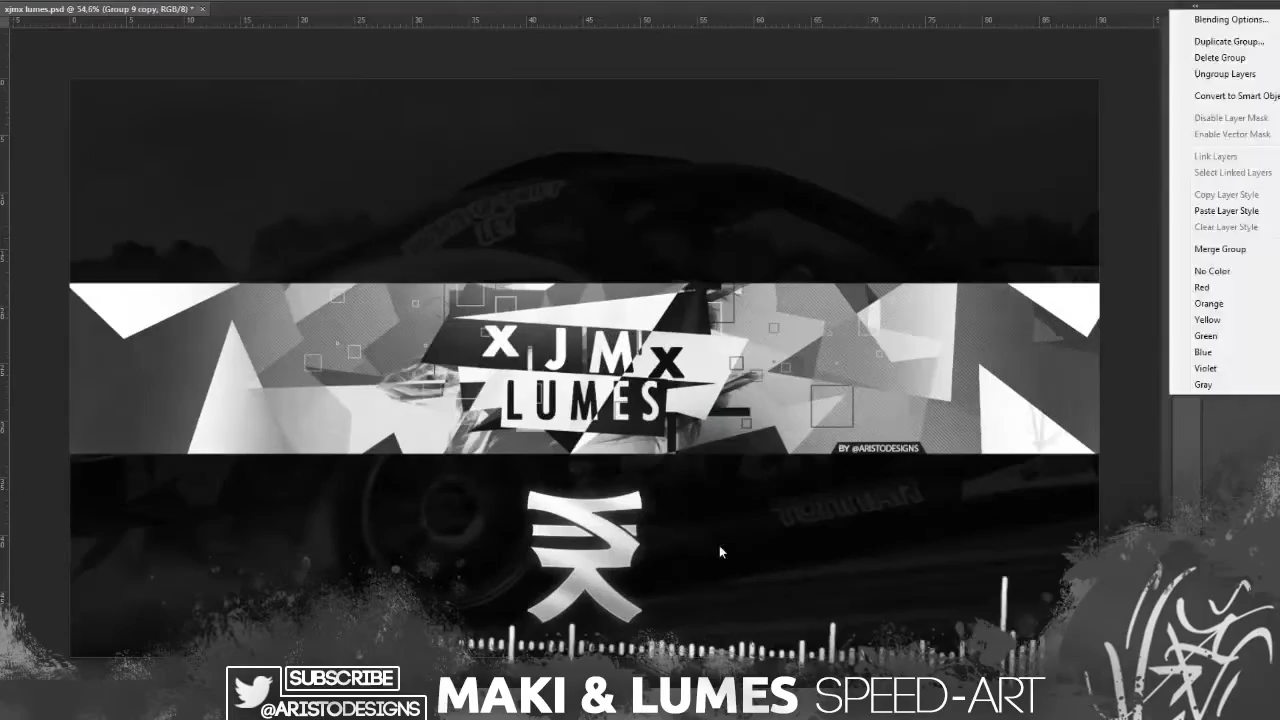 xjmx lumes.psd @ 54,6% (Group 9 copy, RGB/8) *
Blending Options...
Duplicate Group...
Delete Group
Ungroup Layers
Convert to Smart Obje
Disable Layer Mask
Enable Vector Mask
Link Layers
Select Linked Layers
Copy Layer Style
Paste Layer Style
Clear Layer Style
Merge Group
No Color
Red
Orange
Yellow
Green
Blue
Violet
Gray
X JMX
LUMES
BY @ARISTODESIGNS
SUBSCRIBE
@ARISTODESIGNS
MAKI & LUMES SPEED-ART